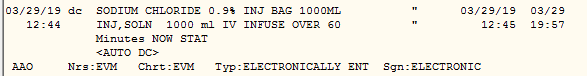 03/29/19 dc SODIUM CHLORIDE 0.9% INJ BAG 1000ML " 03/29/19 03/29
12:44 INJ,SOLN 1000 ml IV INFUSE OVER 60 " 12:45 19:57
Minutes NOW STAT
<AUTO DC>
AAO Nrs:EVM Chrt:EVM Typ:ELECTRONICALLY ENT Sgn:ELECTRONIC